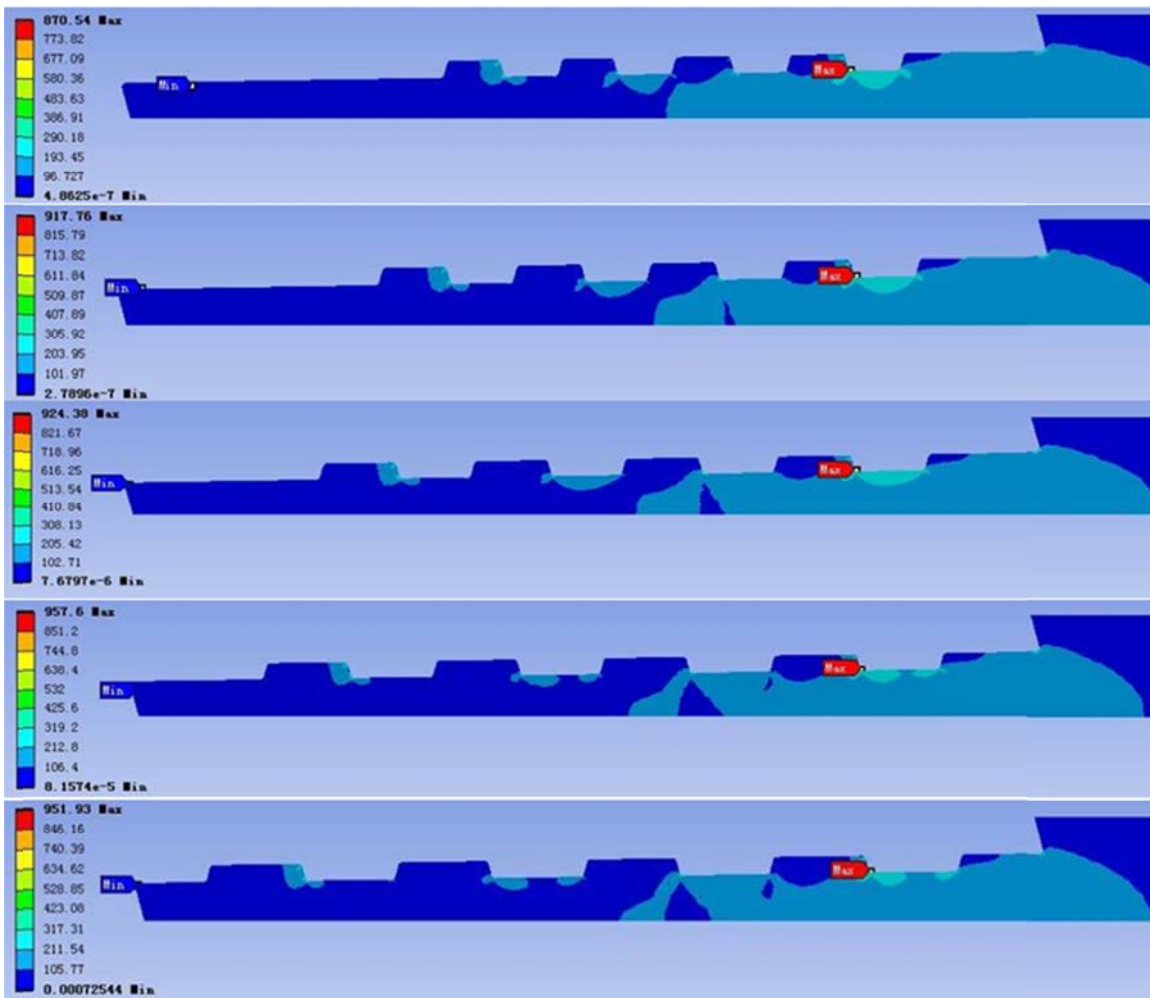 870.54 Max
773.82
677.09
580.36
483.63
386.91
290.18
193.45
96.727
4.8625e-7 Min
Min
Max
917.76 Max
815.79
713.82
611.84
509.87
407.89
305.92
203.95
101.97
2.7896e-7 Min
Min
Max
924.38 Max
821.67
718.96
616.25
513.54
410.84
308.13
205.42
102.71
7.6797e-6 Min
Min
Max
957.6 Max
851.2
744.8
638.4
532
425.6
319.2
212.8
106.4
8.1574e-5 Min
Min
Max
951.93 Max
846.16
740.39
634.62
528.85
423.08
317.31
211.54
105.77
0.00072544 Min
Min
Max